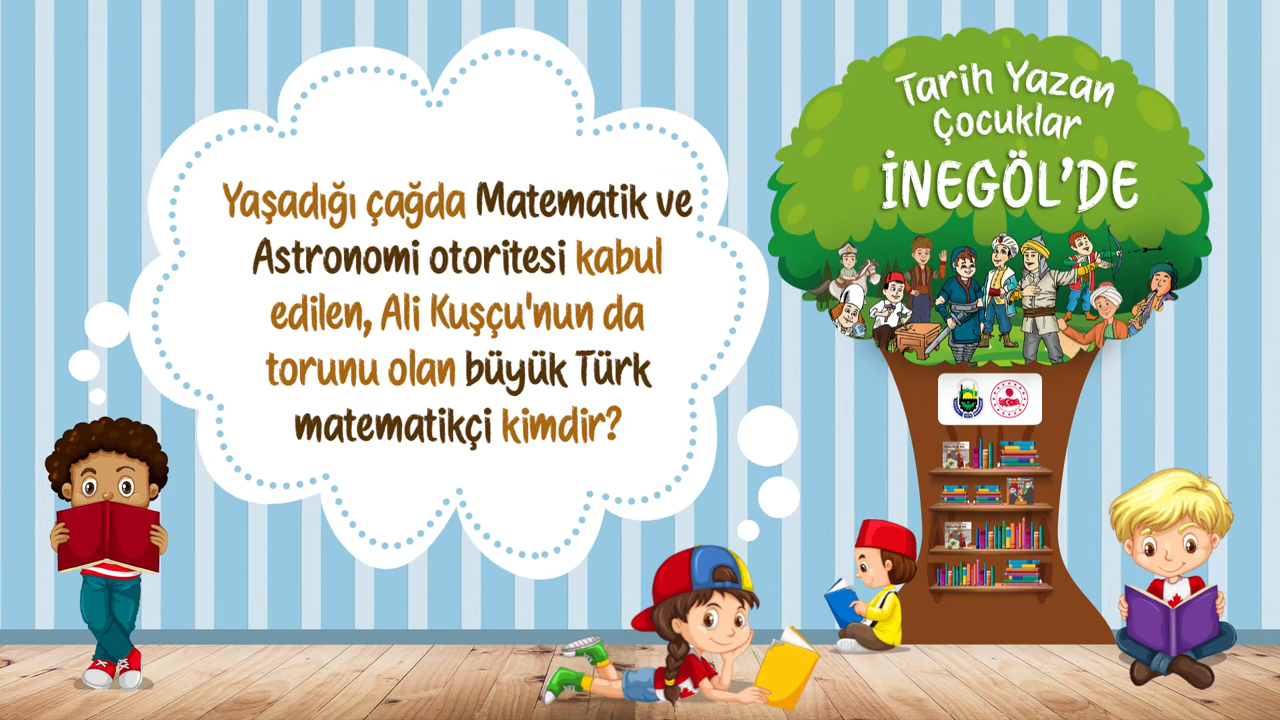 Yaşadığı çağda Matematik ve
Astronomi otoritesi kabul
edilen, Ali Kuşçu'nun da
torunu olan büyük Türk
matematikçi kimdir?
Tarih Yazan
Çocuklar
İNEGÖL'DE